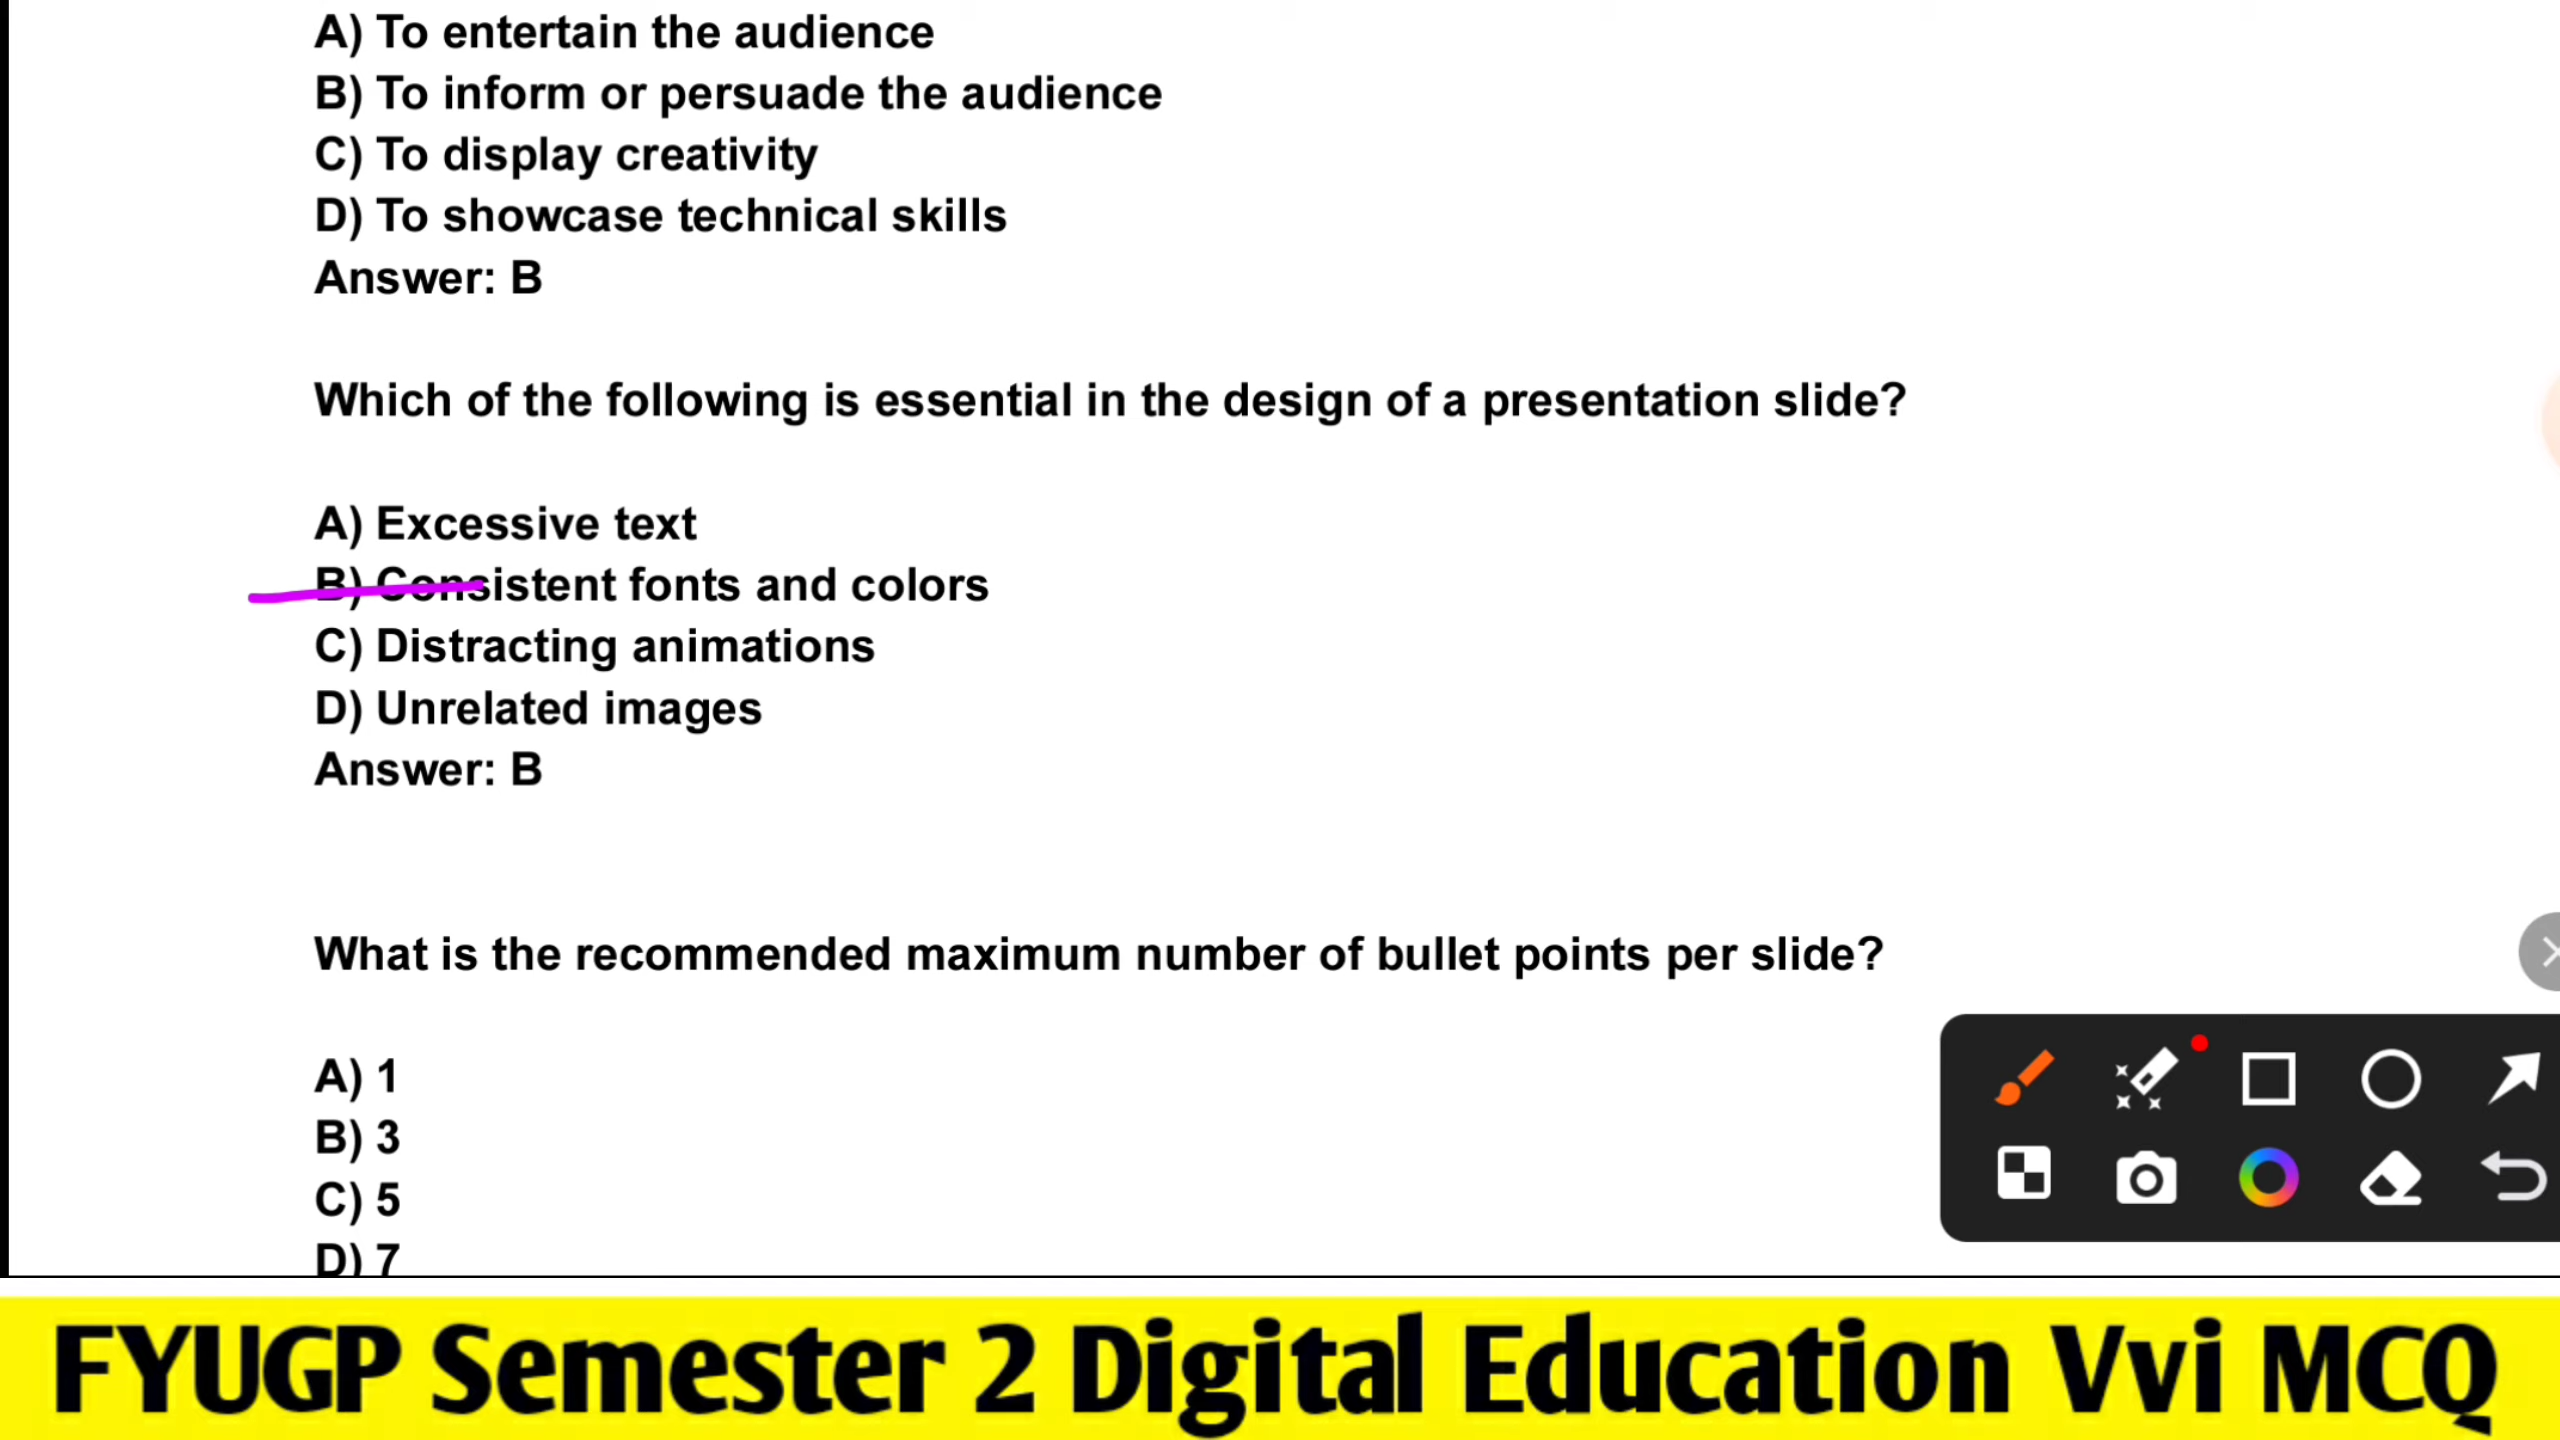 A) To entertain the audience
B) To inform or persuade the audience
C) To display creativity
D) To showcase technical skills
Answer: B
Which of the following is essential in the design of a presentation slide?
A) Excessive text
B) Consistent fonts and colors
C) Distracting animations
D) Unrelated images
Answer: B
What is the recommended maximum number of bullet points per slide?
A) 1
B) 3
C) 5
D) 7
FYUGP Semester 2 Digital Education Vvi MCQ